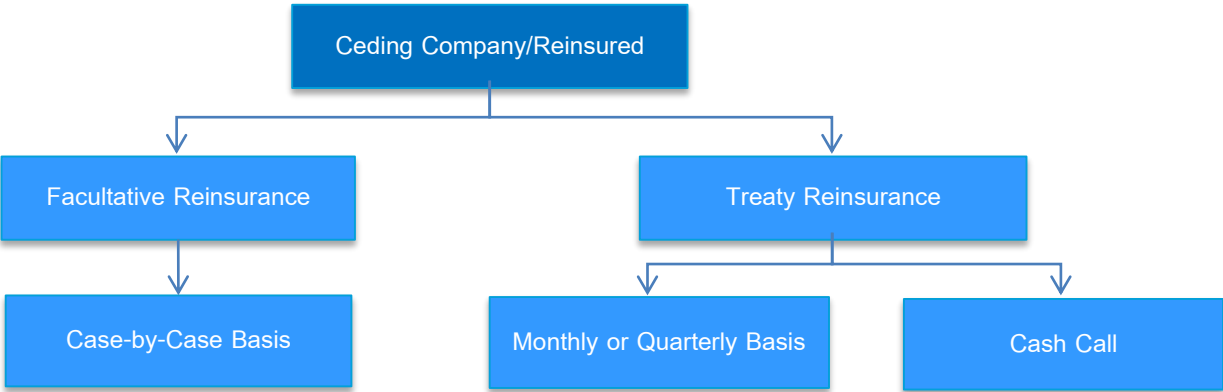 Ceding Company/Reinsured
Facultative Reinsurance
Treaty Reinsurance
Case-by-Case Basis
Monthly or Quarterly Basis
Cash Call